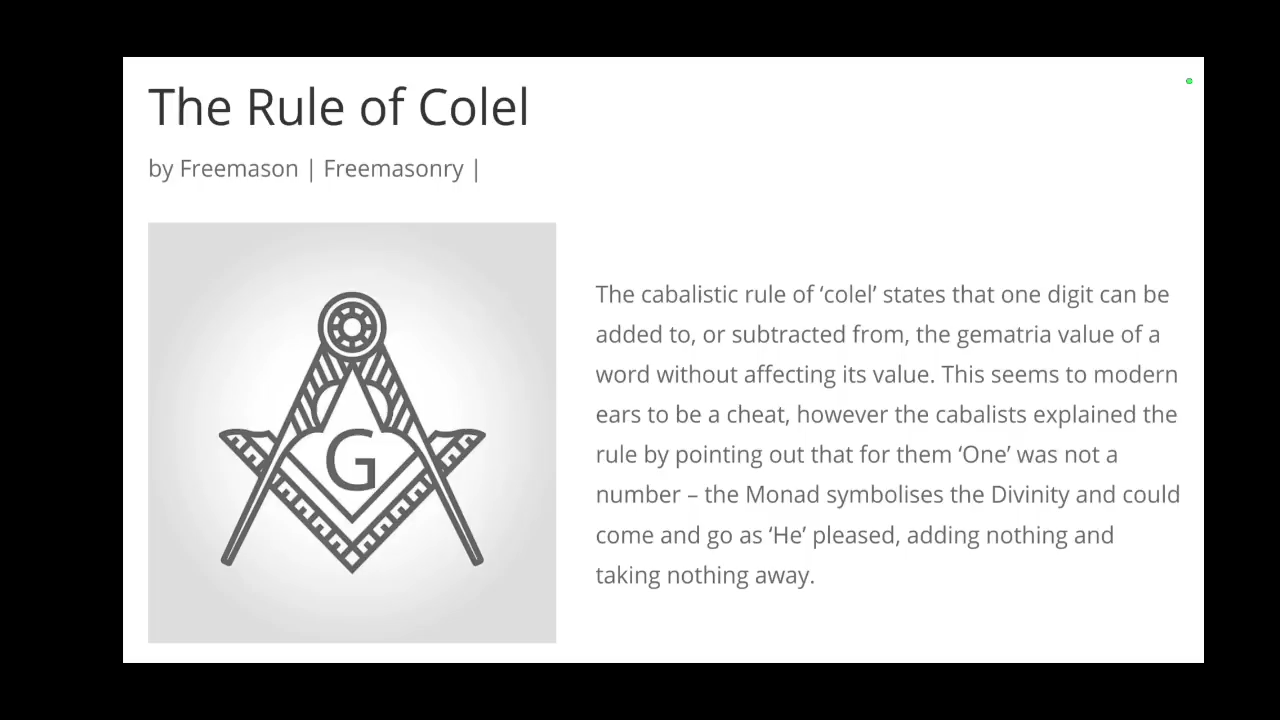 The Rule of Colel
by Freemason | Freemasonry |
G
The cabalistic rule of ‘colel’ states that one digit can be
added to, or subtracted from, the gematria value of a
word without affecting its value. This seems to modern
ears to be a cheat, however the cabalists explained the
rule by pointing out that for them ‘One’ was not a
number – the Monad symbolises the Divinity and could
come and go as ‘He’ pleased, adding nothing and
taking nothing away.